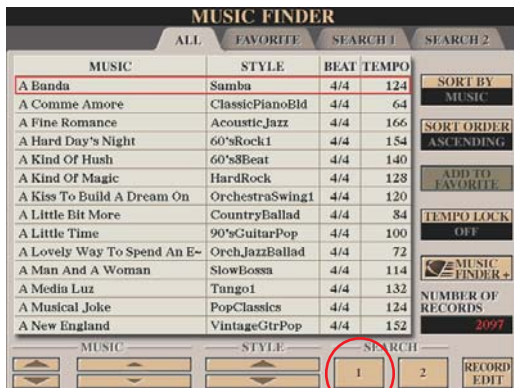 MUSIC FINDER
ALL FAVORITE SEARCH 1 SEARCH 2
MUSIC STYLE BEAT TEMPO
A Banda Samba 4/4 124
A Comme Amore ClassicPianoBld 4/4 64
A Fine Romance AcousticJazz 4/4 166
A Hard Day's Night 60'sRock1 4/4 154
A Kind Of Hush 60's8Beat 4/4 140
A Kind Of Magic HardRock 4/4 128
A Kiss To Build A Dream On OrchestraSwing1 4/4 120
A Little Bit More CountryBallad 4/4 84
A Little Time 90'sGuitarPop 4/4 100
A Lovely Way To Spend An E~ OrchJazzBallad 4/4 72
A Man And A Woman SlowBossa 4/4 114
A Media Luz Tango1 4/4 132
A Musical Joke PopClassics 4/4 124
A New England VintageGtrPop 4/4 152
SORT BY
MUSIC
SORT ORDER
ASCENDING
ADD TO
FAVORITE
TEMPO LOCK
OFF
MUSIC
FINDER +
NUMBER OF
RECORDS
2097
MUSIC STYLE SEARCH
1 2 RECORD
EDIT